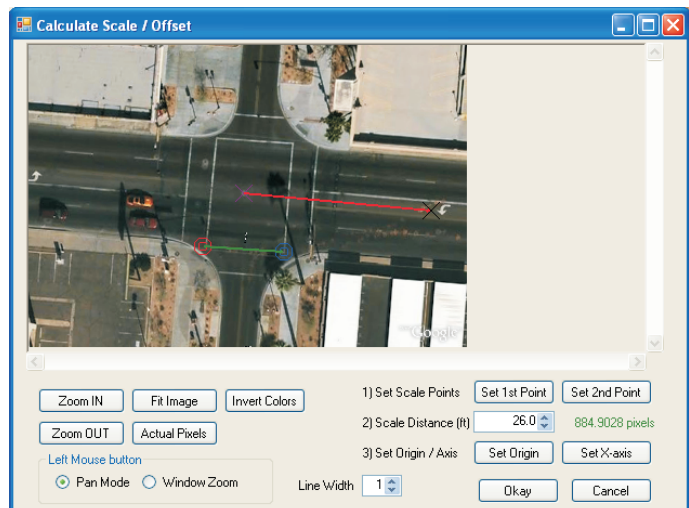 Calculate Scale / Offset
Google
Zoom IN
Fit Image
Invert Colors
Zoom OUT
Actual Pixels
Left Mouse button
Pan Mode
Window Zoom
1) Set Scale Points
Set 1st Point
Set 2nd Point
2) Scale Distance (ft)
26.0
884.9028 pixels
3) Set Origin / Axis
Set Origin
Set X-axis
Line Width
1
Okay
Cancel